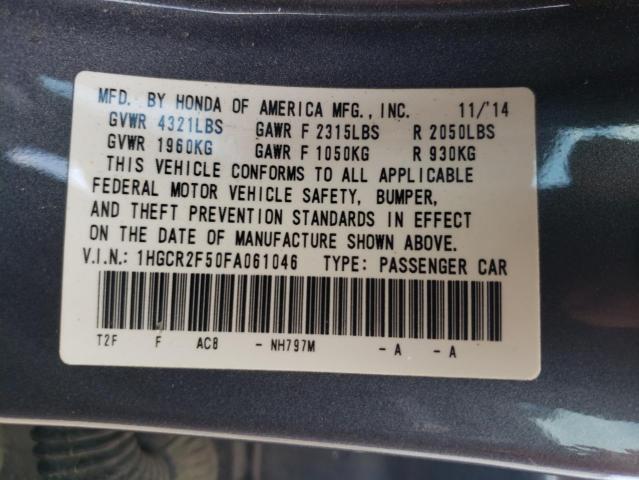 MFD. BY HONDA OF AMERICA MFG., INC. 11/'14
GVWR 4321LBS GAWR F 2315LBS R 2050LBS
GVWR 1960KG GAWR F 1050KG R 930KG
THIS VEHICLE CONFORMS TO ALL APPLICABLE
FEDERAL MOTOR VEHICLE SAFETY, BUMPER,
AND THEFT PREVENTION STANDARDS IN EFFECT
ON THE DATE OF MANUFACTURE SHOWN ABOVE.
V.I.N.: 1HGCR2F50FA061046 TYPE: PASSENGER CAR
T2F F AC8 - NH797M - A - A